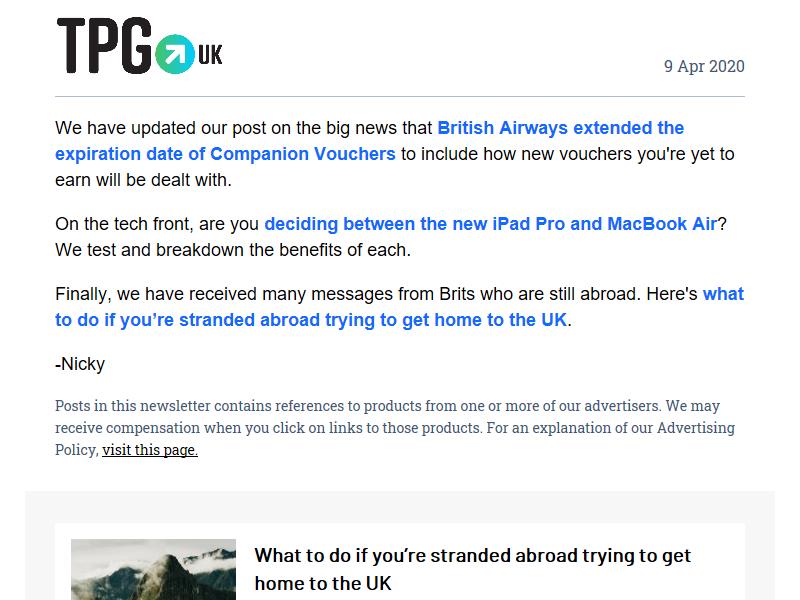 TPG UK
9 Apr 2020
We have updated our post on the big news that British Airways extended the
expiration date of Companion Vouchers to include how new vouchers you're yet to
earn will be dealt with.
On the tech front, are you deciding between the new iPad Pro and MacBook Air?
We test and breakdown the benefits of each.
Finally, we have received many messages from Brits who are still abroad. Here's what
to do if you’re stranded abroad trying to get home to the UK.
-Nicky
Posts in this newsletter contains references to products from one or more of our advertisers. We may
receive compensation when you click on links to those products. For an explanation of our Advertising
Policy, visit this page.
What to do if you’re stranded abroad trying to get
home to the UK